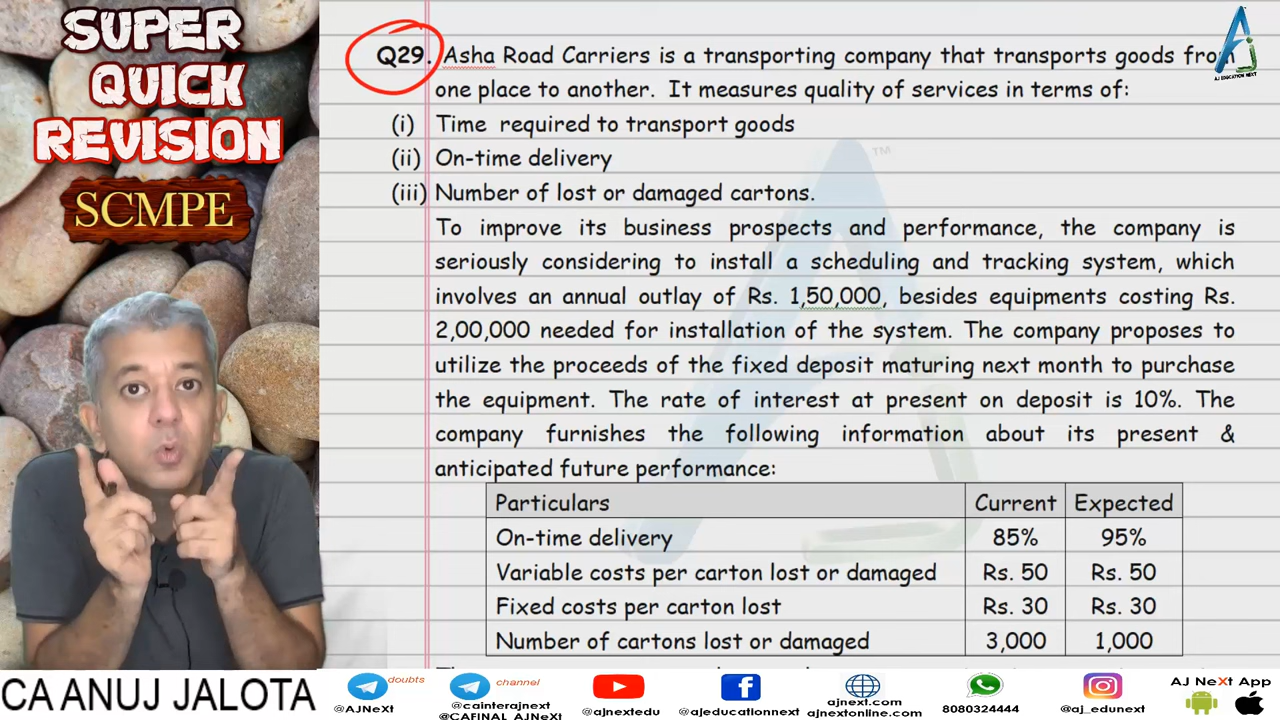 SUPER
QUICK
REVISION
SCMPE
Q29. Asha Road Carriers is a transporting company that transports goods from
one place to another. It measures quality of services in terms of:
(i) Time required to transport goods
(ii) On-time delivery
(iii) Number of lost or damaged cartons.
To improve its business prospects and performance, the company is
seriously considering to install a scheduling and tracking system, which
involves an annual outlay of Rs. 1,50,000, besides equipments costing Rs.
2,00,000 needed for installation of the system. The company proposes to
utilize the proceeds of the fixed deposit maturing next month to purchase
the equipment. The rate of interest at present on deposit is 10%. The
company furnishes the following information about its present &
anticipated future performance:
Particulars Current Expected
On-time delivery 85% 95%
Variable costs per carton lost or damaged Rs. 50 Rs. 50
Fixed costs per carton lost Rs. 30 Rs. 30
Number of cartons lost or damaged 3,000 1,000
AJ EDUCATION NEXT
TM
CA ANUJ JALOTA
doubts
@AJNeXt
channel
@cainterajnext
@CAFINAL_AJNeXt
@ajnextedu
@ajeducationnext
ajnext.com
ajnextonline.com
8080324444
@aj_edunext
AJ NeXt App